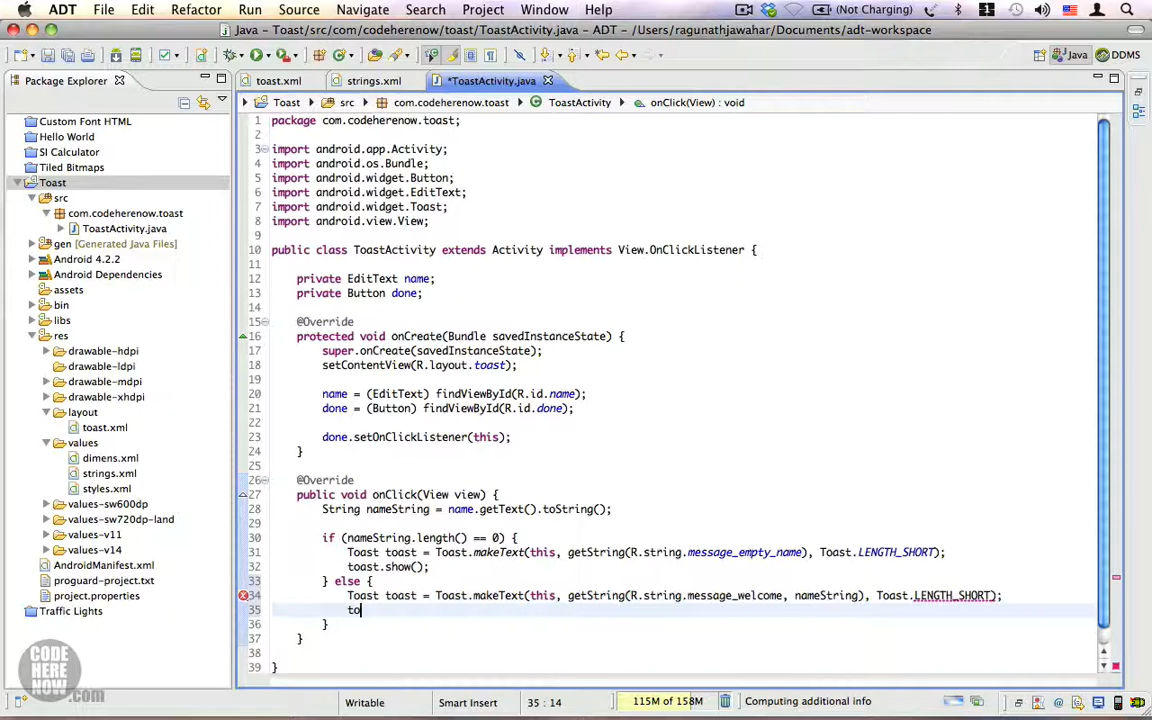 ADT File Edit Refactor Run Source Navigate Search Project Window Help (Not Charging)
Java – Toast/src/com/codeherenow/toast/ToastActivity.java – ADT – /Users/ragunathjawahar/Documents/adt-workspace
Java DDMS
Package Explorer
toast.xml strings.xml *ToastActivity.java
Toast src com.codeherenow.toast ToastActivity onClick(View) : void
Custom Font HTML
Hello World
SI Calculator
Tiled Bitmaps
Toast
src
com.codeherenow.toast
ToastActivity.java
gen [Generated Java Files]
Android 4.2.2
Android Dependencies
assets
bin
libs
res
drawable-hdpi
drawable-ldpi
drawable-mdpi
drawable-xhdpi
layout
toast.xml
values
dimens.xml
strings.xml
styles.xml
values-sw600dp
values-sw720dp-land
values-v11
values-v14
AndroidManifest.xml
proguard-project.txt
project.properties
Traffic Lights
1 package com.codeherenow.toast;
2
3 import android.app.Activity;
4 import android.os.Bundle;
5 import android.widget.Button;
6 import android.widget.EditText;
7 import android.widget.Toast;
8 import android.view.View;
9
10 public class ToastActivity extends Activity implements View.OnClickListener {
11
12 private EditText name;
13 private Button done;
14
15 @Override
16 protected void onCreate(Bundle savedInstanceState) {
17 super.onCreate(savedInstanceState);
18 setContentView(R.layout.toast);
19
20 name = (EditText) findViewById(R.id.name);
21 done = (Button) findViewById(R.id.done);
22
23 done.setOnClickListener(this);
24 }
25
26 @Override
27 public void onClick(View view) {
28 String nameString = name.getText().toString();
29
30 if (nameString.length() == 0) {
31 Toast toast = Toast.makeText(this, getString(R.string.message_empty_name), Toast.LENGTH_SHORT);
32 toast.show();
33 } else {
34 Toast toast = Toast.makeText(this, getString(R.string.message_welcome, nameString), Toast.LENGTH_SHORT);
35 to
36 }
37 }
38
39 }
CODE
HERE
NOW
.com
Writable Smart Insert 35 : 14 115M of 158M Computing additional info